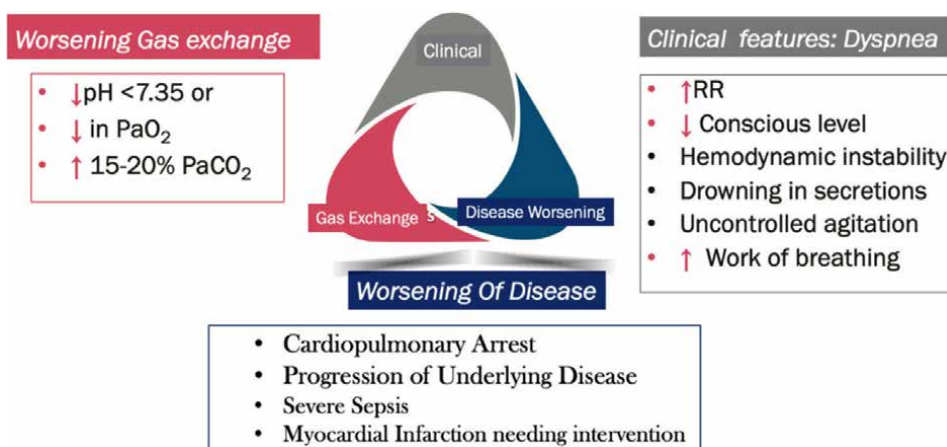 Worsening Gas exchange
• ↓pH <7.35 or
• ↓ in PaO₂
• ↑ 15-20% PaCO₂
Clinical
Gas Exchange s
Disease Worsening
Clinical features: Dyspnea
• ↑RR
• ↓ Conscious level
• Hemodynamic instability
• Drowning in secretions
• Uncontrolled agitation
• ↑ Work of breathing
Worsening Of Disease
• Cardiopulmonary Arrest
• Progression of Underlying Disease
• Severe Sepsis
• Myocardial Infarction needing intervention